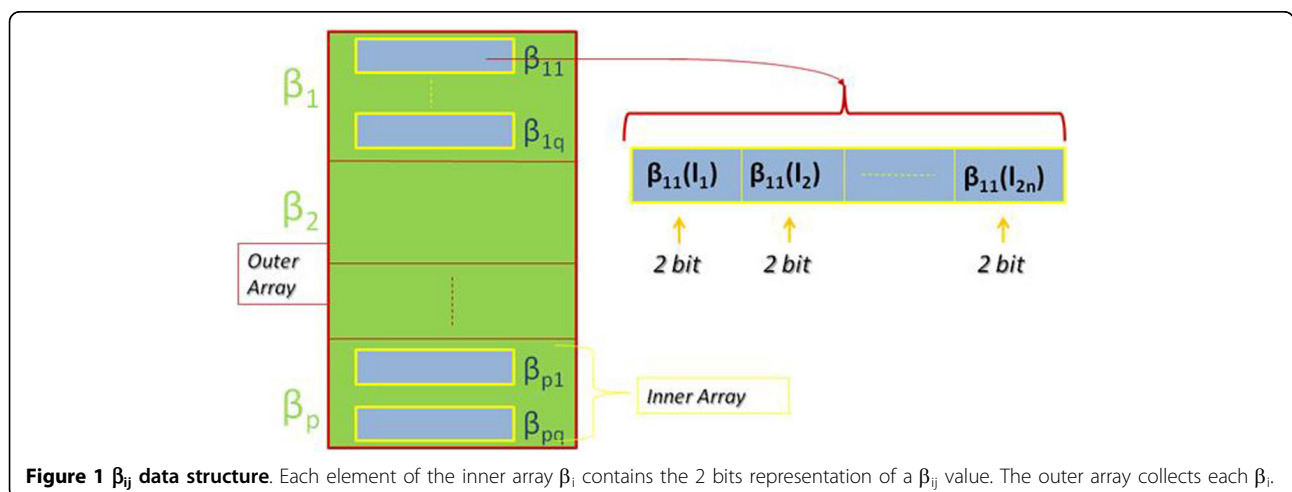 β₁
β₁₁
β₁q
β₂
Outer
Array
βp
βp1
βpq
Inner Array
β₁₁(I₁) β₁₁(I₂) β₁₁(I₂n)
2 bit 2 bit 2 bit
Figure 1 βij data structure. Each element of the inner array βi contains the 2 bits representation of a βij value. The outer array collects each βi.